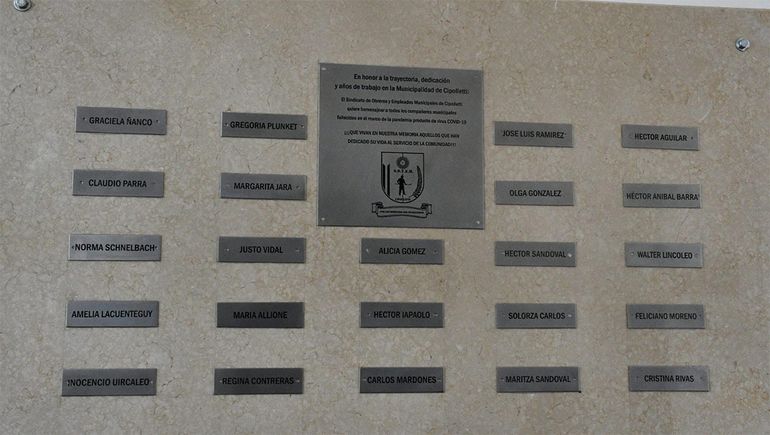 En honor a la trayectoria, dedicación
y años de trabajo en la Municipalidad de Cipolletti:
El Sindicato de Obreros y Empleados Municipales de Cipolletti
quiere homenajear a todos los compañeros municipales
fallecidos en el marco de la pandemia producto de virus COVID-19
¡¡¡QUE VIVAN EN NUESTRA MEMORIA AQUELLOS QUE HAN
DEDICADO SU VIDA AL SERVICIO DE LA COMUNIDAD!!!
GRACIELA ÑANCO
CLAUDIO PARRA
NORMA SCHNELBACH
AMELIA LACUENTEGUY
INOCENCIO UIRCALEO
GREGORIA PLUNKET
MARGARITA JARA
JUSTO VIDAL
MARIA ALLIONE
REGINA CONTRERAS
ALICIA GOMEZ
HECTOR IAPAOLO
CARLOS MARDONES
JOSE LUIS RAMIREZ
OLGA GONZALEZ
HECTOR SANDOVAL
SOLORZA CARLOS
MARITZA SANDOVAL
HECTOR AGUILAR
HÉCTOR ANIBAL BARRA
WALTER LINCOLEO
FELICIANO MORENO
CRISTINA RIVAS